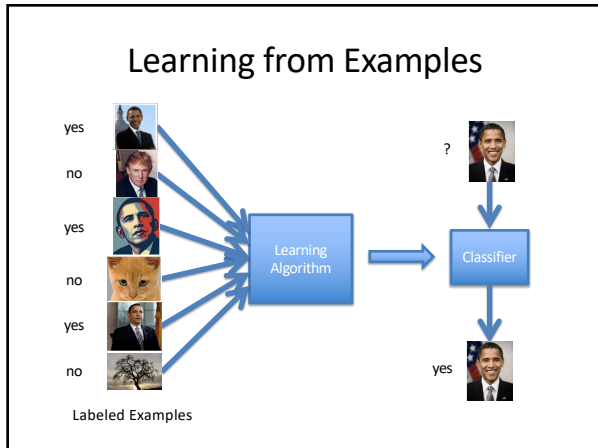 Learning from Examples
yes
no
yes
no
yes
no
Labeled Examples
Learning
Algorithm
?
Classifier
yes